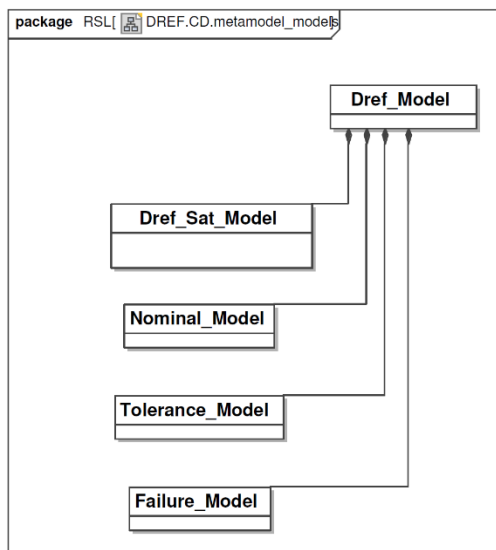 package RSL[ DREF.CD.metamodel_models]
Dref_Model
Dref_Sat_Model
Nominal_Model
Tolerance_Model
Failure_Model